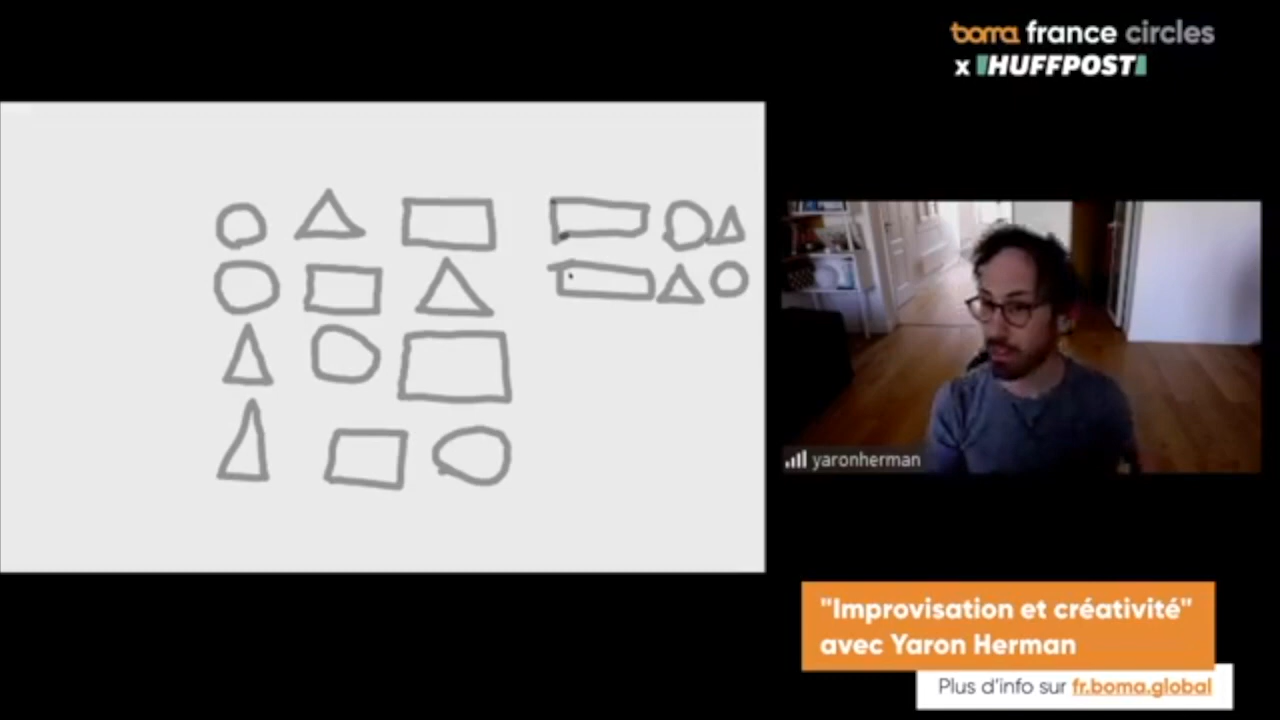 boma france circles
x HUFFPOST
yaronherman
"Improvisation et créativité"
avec Yaron Herman
Plus d'info sur fr.boma.global